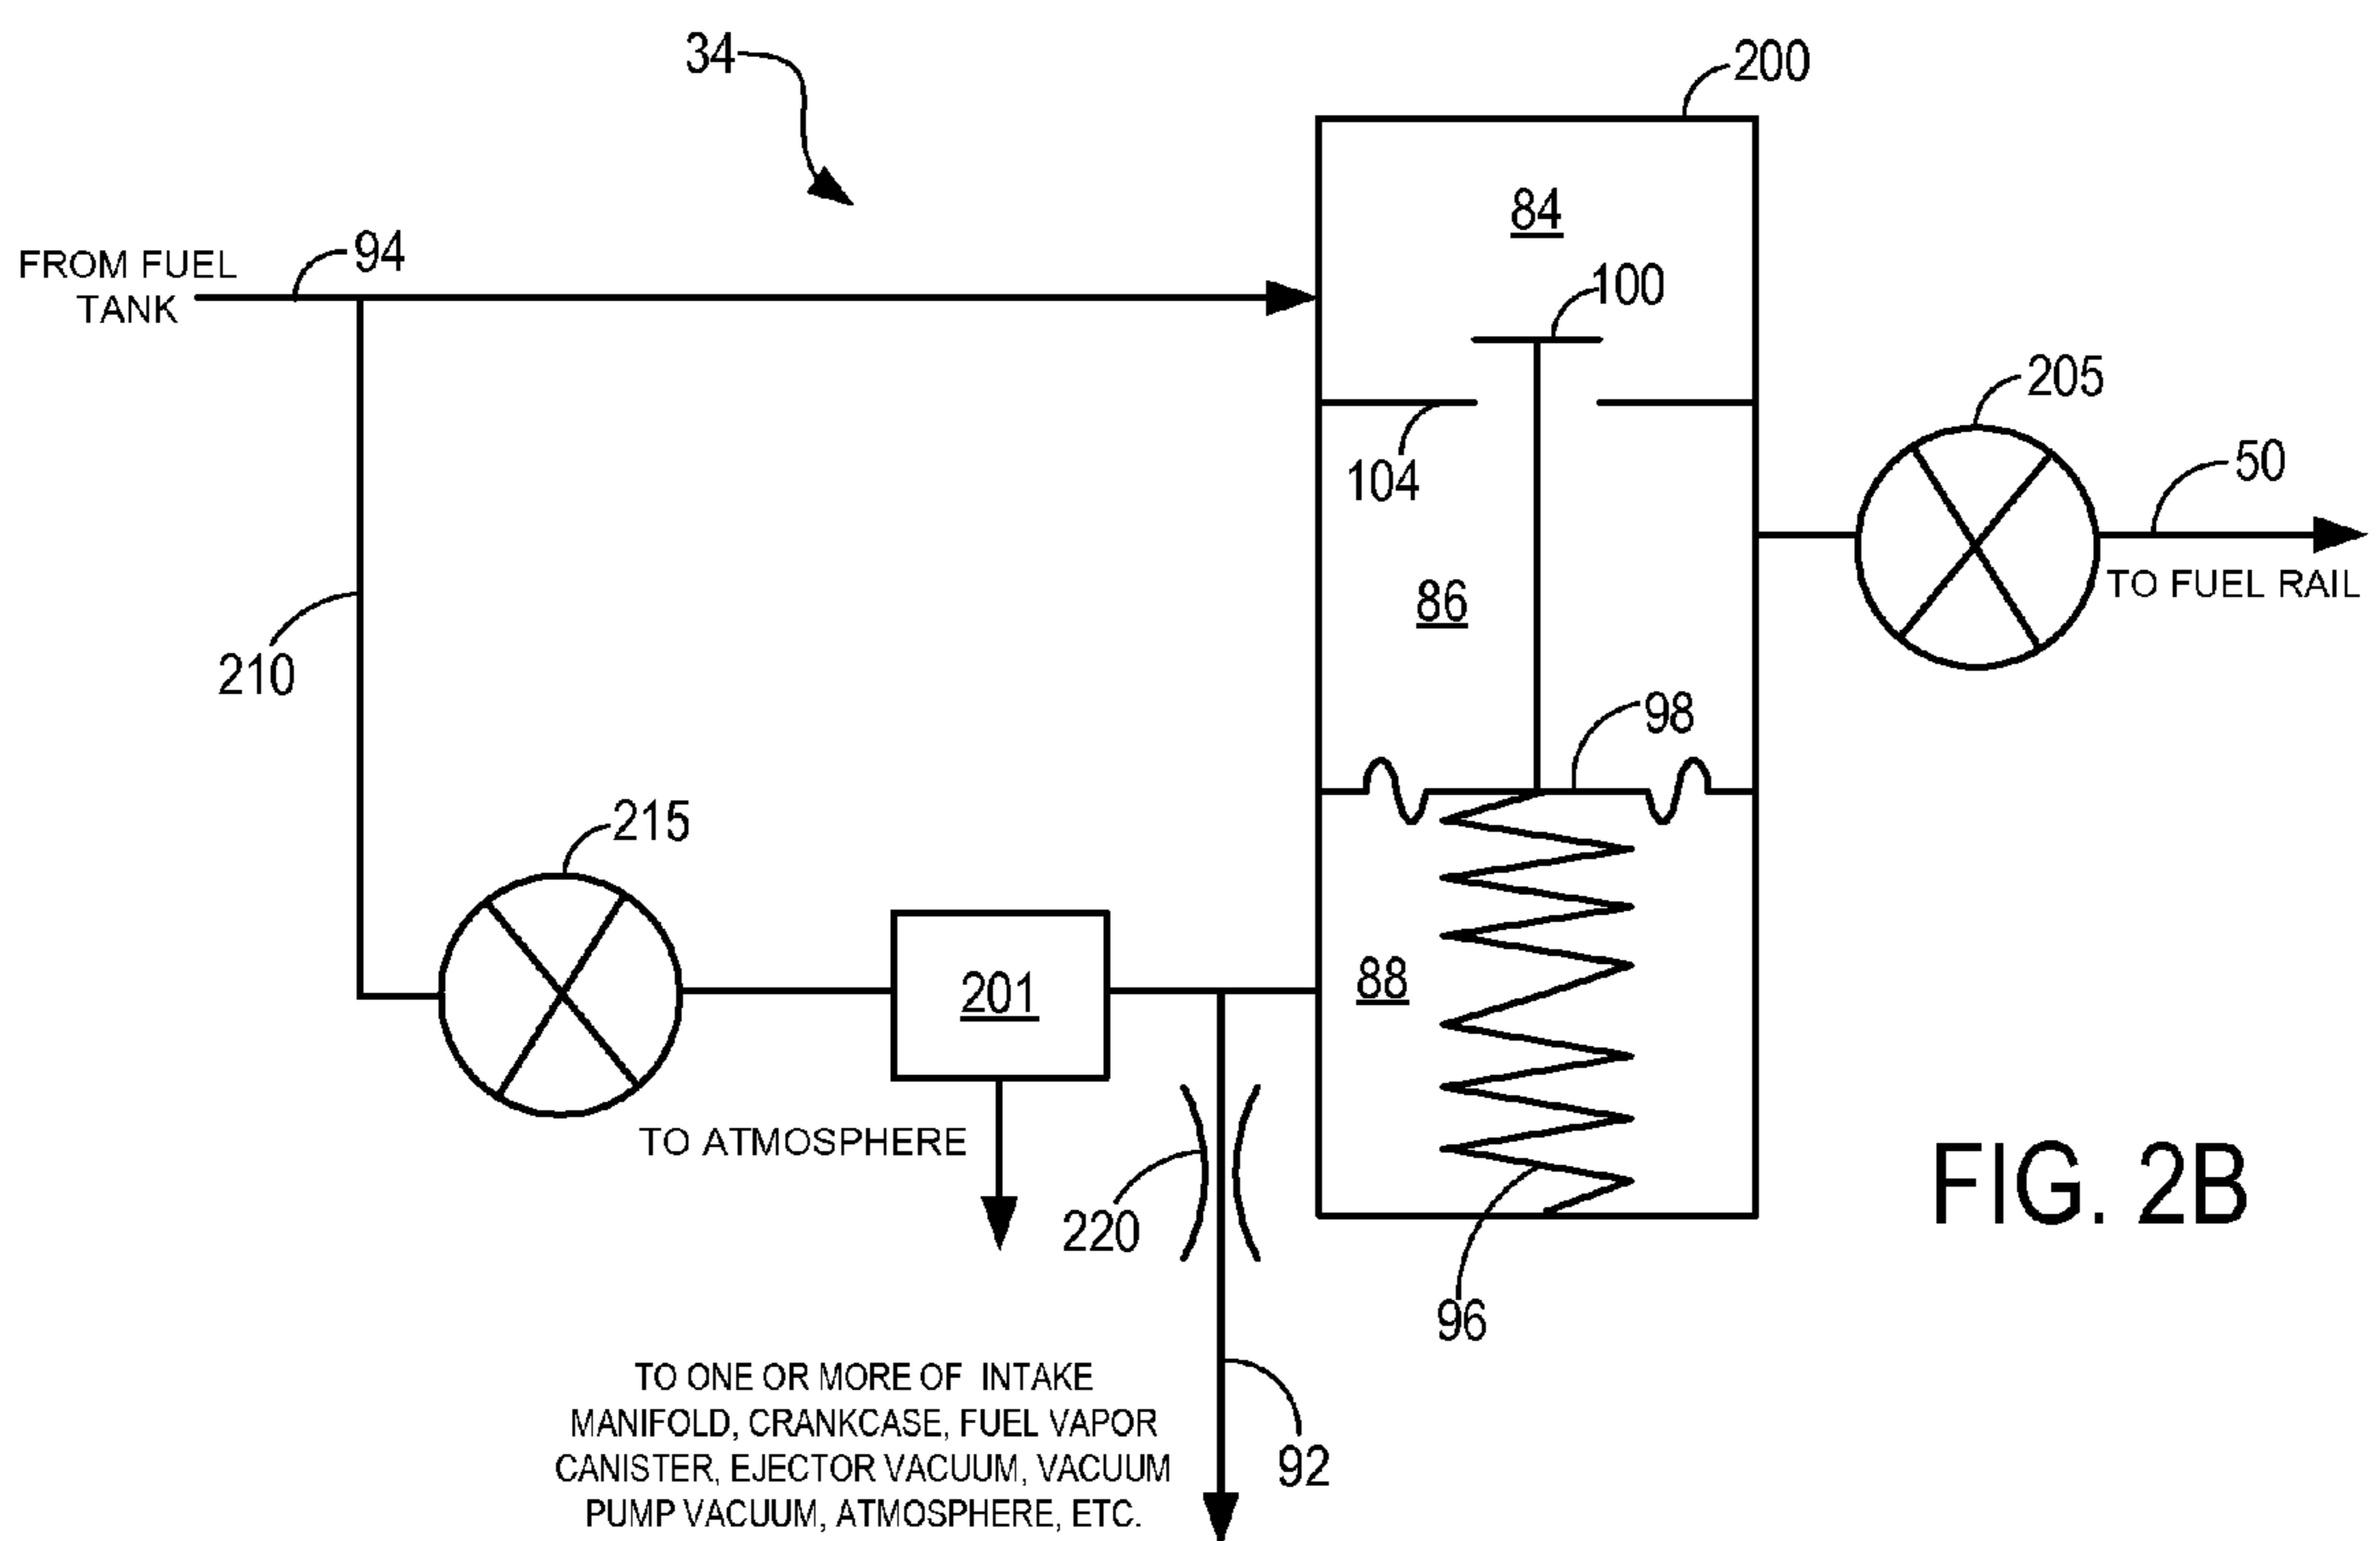 34
200
84
FROM FUEL
TANK
94
100
205
104
50
86
TO FUEL RAIL
210
98
215
201
88
TO ATMOSPHERE
220
96
FIG. 2B
TO ONE OR MORE OF INTAKE
MANIFOLD, CRANKCASE, FUEL VAPOR
CANISTER, EJECTOR VACUUM, VACUUM
PUMP VACUUM, ATMOSPHERE, ETC.
92